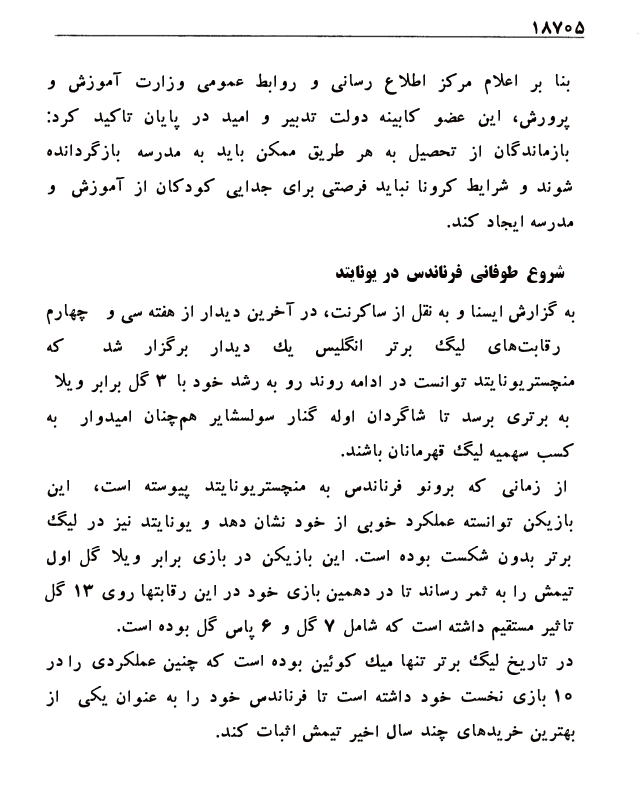 ۱۸۷۰۵
بنا بر اعلام مرکز اطلاع رسانی و روابط عمومی وزارت آموزش و
پرورش، این عضو کابینه دولت تدبیر و امید در پایان تاکید کرد:
بازماندگان از تحصیل به هر طریق ممکن باید به مدرسه بازگردانده
شوند و شرایط کرونا نباید فرصتی برای جدایی کودکان از آموزش و
مدرسه ایجاد کند.
شروع طوفانی فرناندس در یونایتد
به گزارش ایسنا و به نقل از ساکرنت، در آخرین دیدار از هفته سی و چهارم
رقابت‌های لیگ برتر انگلیس یك دیدار برگزار شد که
منچستریونایتد توانست در ادامه روند رو به رشد خود با ۳ گل برابر ویلا
به برتری برسد تا شاگردان اوله گنار سولسشایر هم‌چنان امیدوار به
کسب سهمیه لیگ قهرمانان باشند.
از زمانی که برونو فرناندس به منچستریونایتد پیوسته است، این
بازیکن توانسته عملکرد خوبی از خود نشان دهد و یونایتد نیز در لیگ
برتر بدون شکست بوده است. این بازیکن در بازی برابر ویلا گل اول
تیمش را به ثمر رساند تا در دهمین بازی خود در این رقابتها روی ۱۳ گل
تاثیر مستقیم داشته است که شامل ۷ گل و ۶ پاس گل بوده است.
در تاریخ لیگ برتر تنها میك کوئین بوده است که چنین عملکردی را در
۱۰ بازی نخست خود داشته است تا فرناندس خود را به عنوان یکی از
بهترین خریدهای چند سال اخیر تیمش اثبات کند.